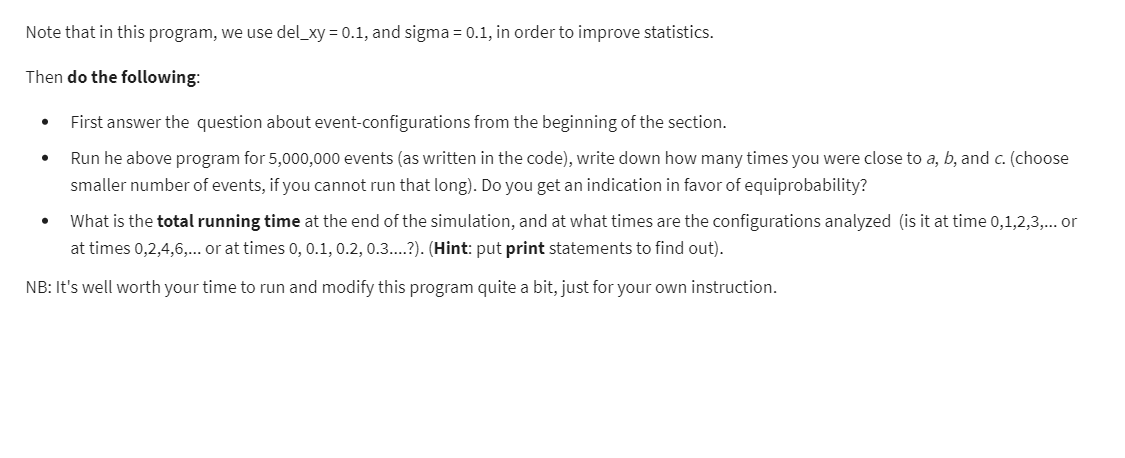 Note that in this program, we use del_xy = 0.1, and sigma = 0.1, in order to improve statistics.
Then do the following:
• First answer the question about event-configurations from the beginning of the section.
• Run he above program for 5,000,000 events (as written in the code), write down how many times you were close to a, b, and c. (choose
smaller number of events, if you cannot run that long). Do you get an indication in favor of equiprobability?
• What is the total running time at the end of the simulation, and at what times are the configurations analyzed (is it at time 0,1,2,3,... or
at times 0,2,4,6,... or at times 0, 0.1, 0.2, 0.3....?). (Hint: put print statements to find out).
NB: It's well worth your time to run and modify this program quite a bit, just for your own instruction.